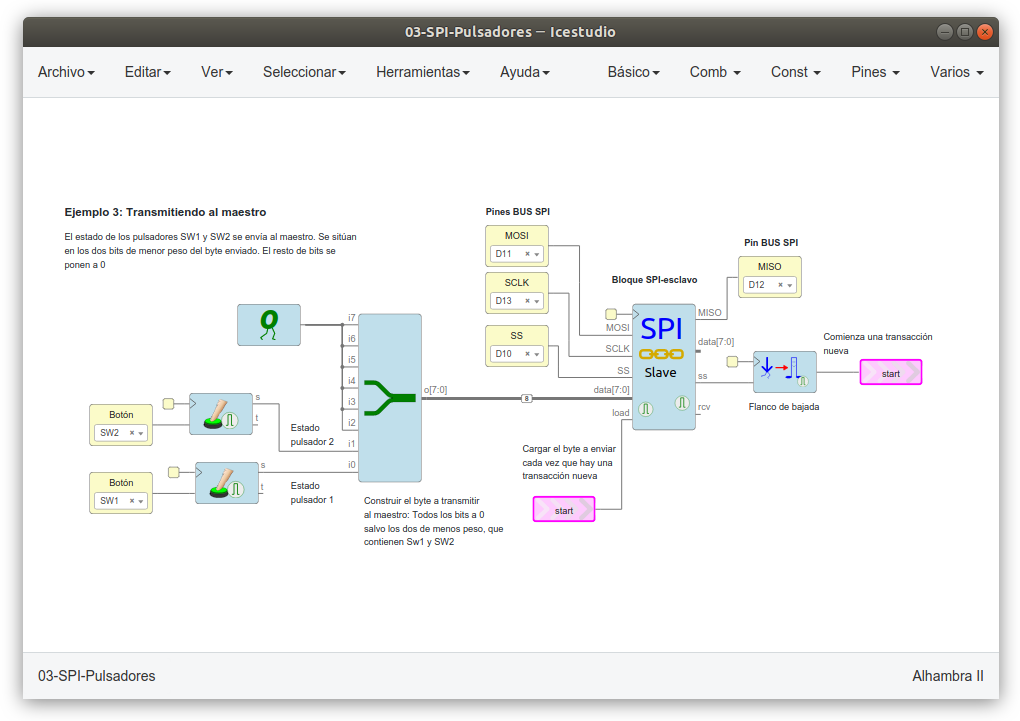 03-SPI-Pulsadores — Icestudio
Archivo Editar Ver Seleccionar Herramientas Ayuda Básico Comb Const Pines Varios
Ejemplo 3: Transmitiendo al maestro
El estado de los pulsadores SW1 y SW2 se envía al maestro. Se sitúan
en los dos bits de menor peso del byte enviado. El resto de bits se
ponen a 0
Pines BUS SPI
MOSI
D11
SCLK
D13
SS
D10
Pin BUS SPI
MISO
D12
Bloque SPI-esclavo
MOSI
SCLK
SS
data[7:0]
load
SPI
Slave
MISO
data[7:0]
ss
rcv
Comienza una transacción
nueva
start
Flanco de bajada
0
i7
i6
i5
i4
i3
i2
i1
i0
o[7:0]
8
Botón
SW2
s
t
Estado
pulsador 2
Botón
SW1
s
t
Estado
pulsador 1
Construir el byte a transmitir
al maestro: Todos los bits a 0
salvo los dos de menos peso, que
contienen Sw1 y SW2
Cargar el byte a enviar
cada vez que hay una
transacción nueva
start
03-SPI-Pulsadores
Alhambra II